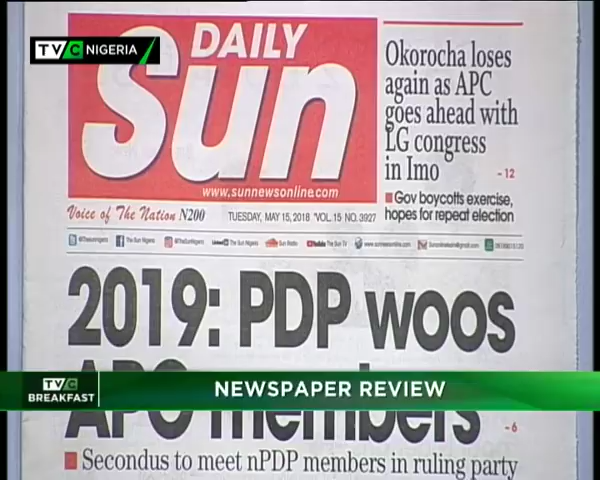 TVC NIGERIA
DAILY
Sun
www.sunnewsonline.com
Okorocha loses
again as APC
goes ahead with
LG congress
in Imo
-12
Gov boycotts exercise,
hopes for repeat election
Voice of The Nation N200
TUESDAY, MAY 15, 2018 *VOL.15 NO. 3927
2019: PDP woos
APC members
-6
TVC
BREAKFAST
NEWSPAPER REVIEW
Secondus to meet nPDP members in ruling party